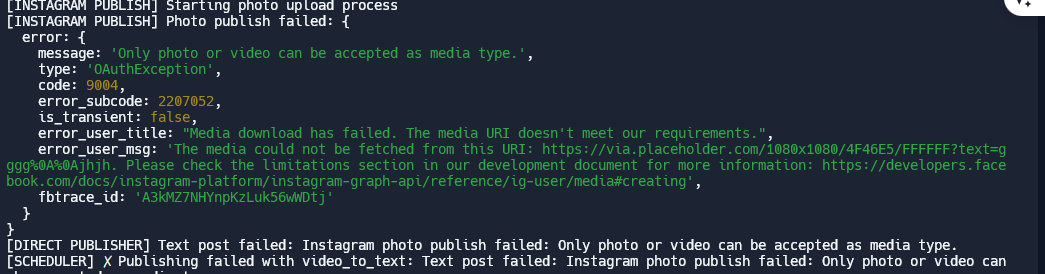 [INSTAGRAM PUBLISH] Starting photo upload process
[INSTAGRAM PUBLISH] Photo publish failed: {
  error: {
    message: 'Only photo or video can be accepted as media type.',
    type: 'OAuthException',
    code: 9004,
    error_subcode: 2207052,
    is_transient: false,
    error_user_title: "Media download has failed. The media URI doesn't meet our requirements.",
    error_user_msg: 'The media could not be fetched from this URI: https://via.placeholder.com/1080x1080/4F46E5/FFFFFF?text=g
ggg%0A%0Ajhjh. Please check the limitations section in our development document for more information: https://developers.face
book.com/docs/instagram-platform/instagram-graph-api/reference/ig-user/media#creating',
    fbtrace_id: 'A3kMZ7NHYnpKzLuk56wWDtj'
  }
}
[DIRECT PUBLISHER] Text post failed: Instagram photo publish failed: Only photo or video can be accepted as media type.
[SCHEDULER] ✗ Publishing failed with video_to_text: Text post failed: Instagram photo publish failed: Only photo or video can